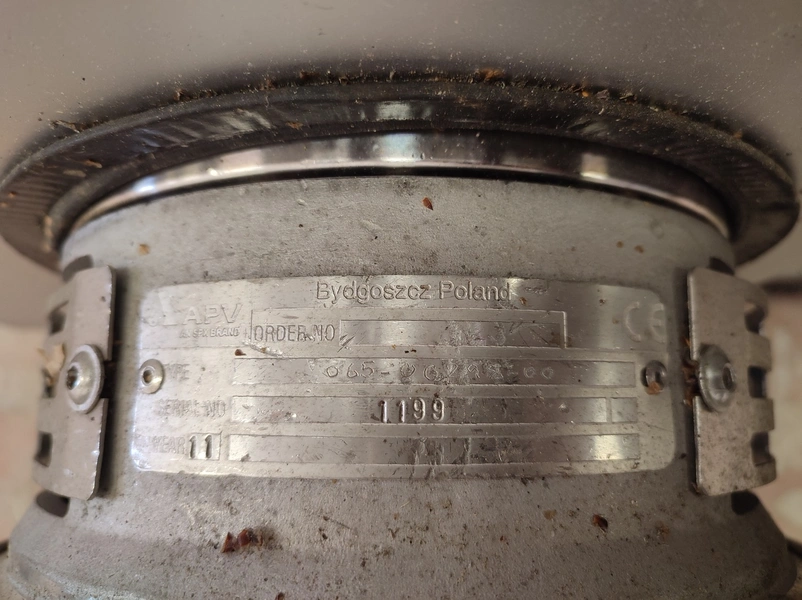 Bydgoszcz Poland
APV
ORDER NO
CE
TYPE
SERIAL NO 1199
YEAR 11